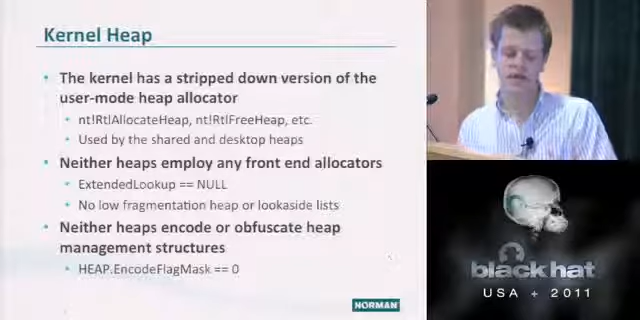 Kernel Heap
• The kernel has a stripped down version of the
user-mode heap allocator
• nt!RtlAllocateHeap, nt!RtlFreeHeap, etc.
• Used by the shared and desktop heaps
• Neither heaps employ any front end allocators
• ExtendedLookup == NULL
• No low fragmentation heap or lookaside lists
• Neither heaps encode or obfuscate heap
management structures
• HEAP.EncodeFlagMask == 0
NORMAN
black hat
USA + 2011